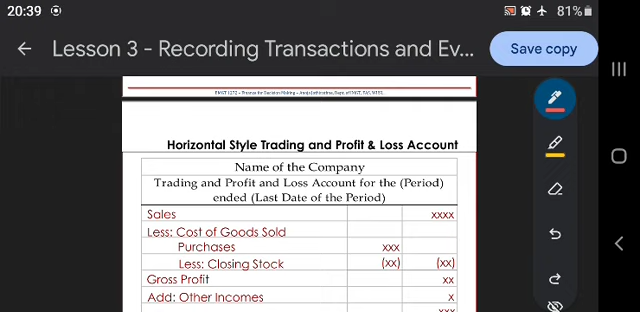 20:39
81%
Lesson 3 - Recording Transactions and Ev...
Save copy
Horizontal Style Trading and Profit & Loss Account
Name of the Company
Trading and Profit and Loss Account for the (Period)
ended (Last Date of the Period)
Sales xxxx
Less: Cost of Goods Sold
Purchases xxx
Less: Closing Stock (xx) (xx)
Gross Profit xx
Add: Other Incomes x
xxx